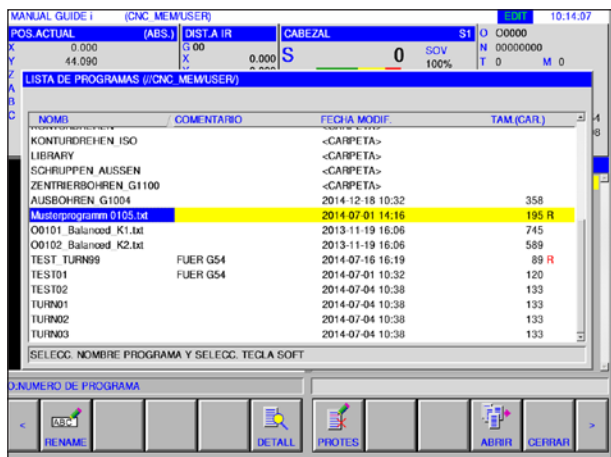 MANUAL GUIDE i (CNC_MEM/USER) EDIT 10:14:07
POS.ACTUAL (ABS.) DIST.A IR CABEZAL S1 O O0000
X 0.000 G 00 S 0 SOV N 00000000
Y 44.090 X 0.000 100% T 0 M 0
Z
A
B
C
LISTA DE PROGRAMAS (//CNC_MEM/USER/)
NOMB COMENTARIO FECHA MODIF. TAM.(CAR.)
KONTURDREHEN_ISO <CARPETA>
LIBRARY <CARPETA>
SCHRUPPEN_AUSSEN <CARPETA>
ZENTRIERBOHREN_G1100 <CARPETA>
AUSBOHREN_G1004 2014-12-18 10:32 358
Musterprogramm 0105.txt 2014-07-01 14:16 195 R
O0101_Balanced_K1.txt 2013-11-19 16:06 745
O0102_Balanced_K2.txt 2013-11-19 16:06 589
TEST_TURN99 FUER G54 2014-07-16 16:19 89 R
TEST01 FUER G54 2014-07-01 10:32 120
TURN01 2014-07-04 10:38 133
TURN02 2014-07-04 10:38 133
TURN03 2014-07-04 10:38 133
SELECC. NOMBRE PROGRAMA Y SELECC. TECLA SOFT
O:NUMERO DE PROGRAMA
< ABC RENAME DETALL PROTES ABRIR CERRAR >